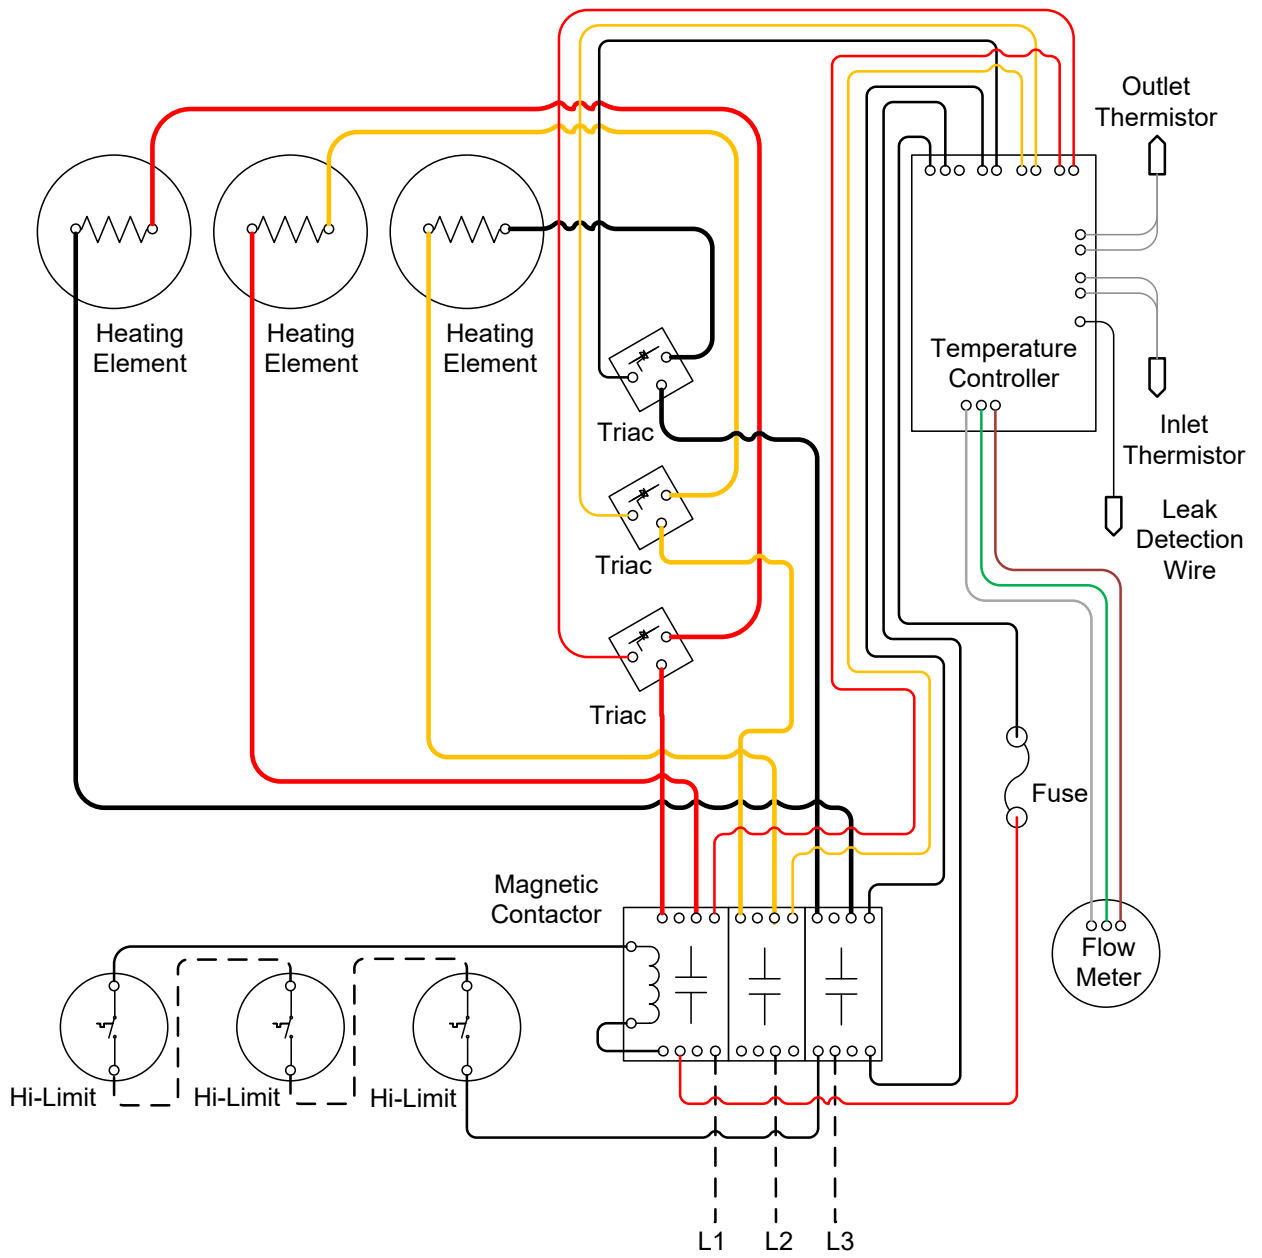 Outlet
Thermistor
Heating
Element
Heating
Element
Heating
Element
Temperature
Controller
Triac
Inlet
Thermistor
Leak
Detection
Wire
Triac
Triac
Fuse
Magnetic
Contactor
Flow
Meter
Hi-Limit
Hi-Limit
Hi-Limit
L1
L2
L3